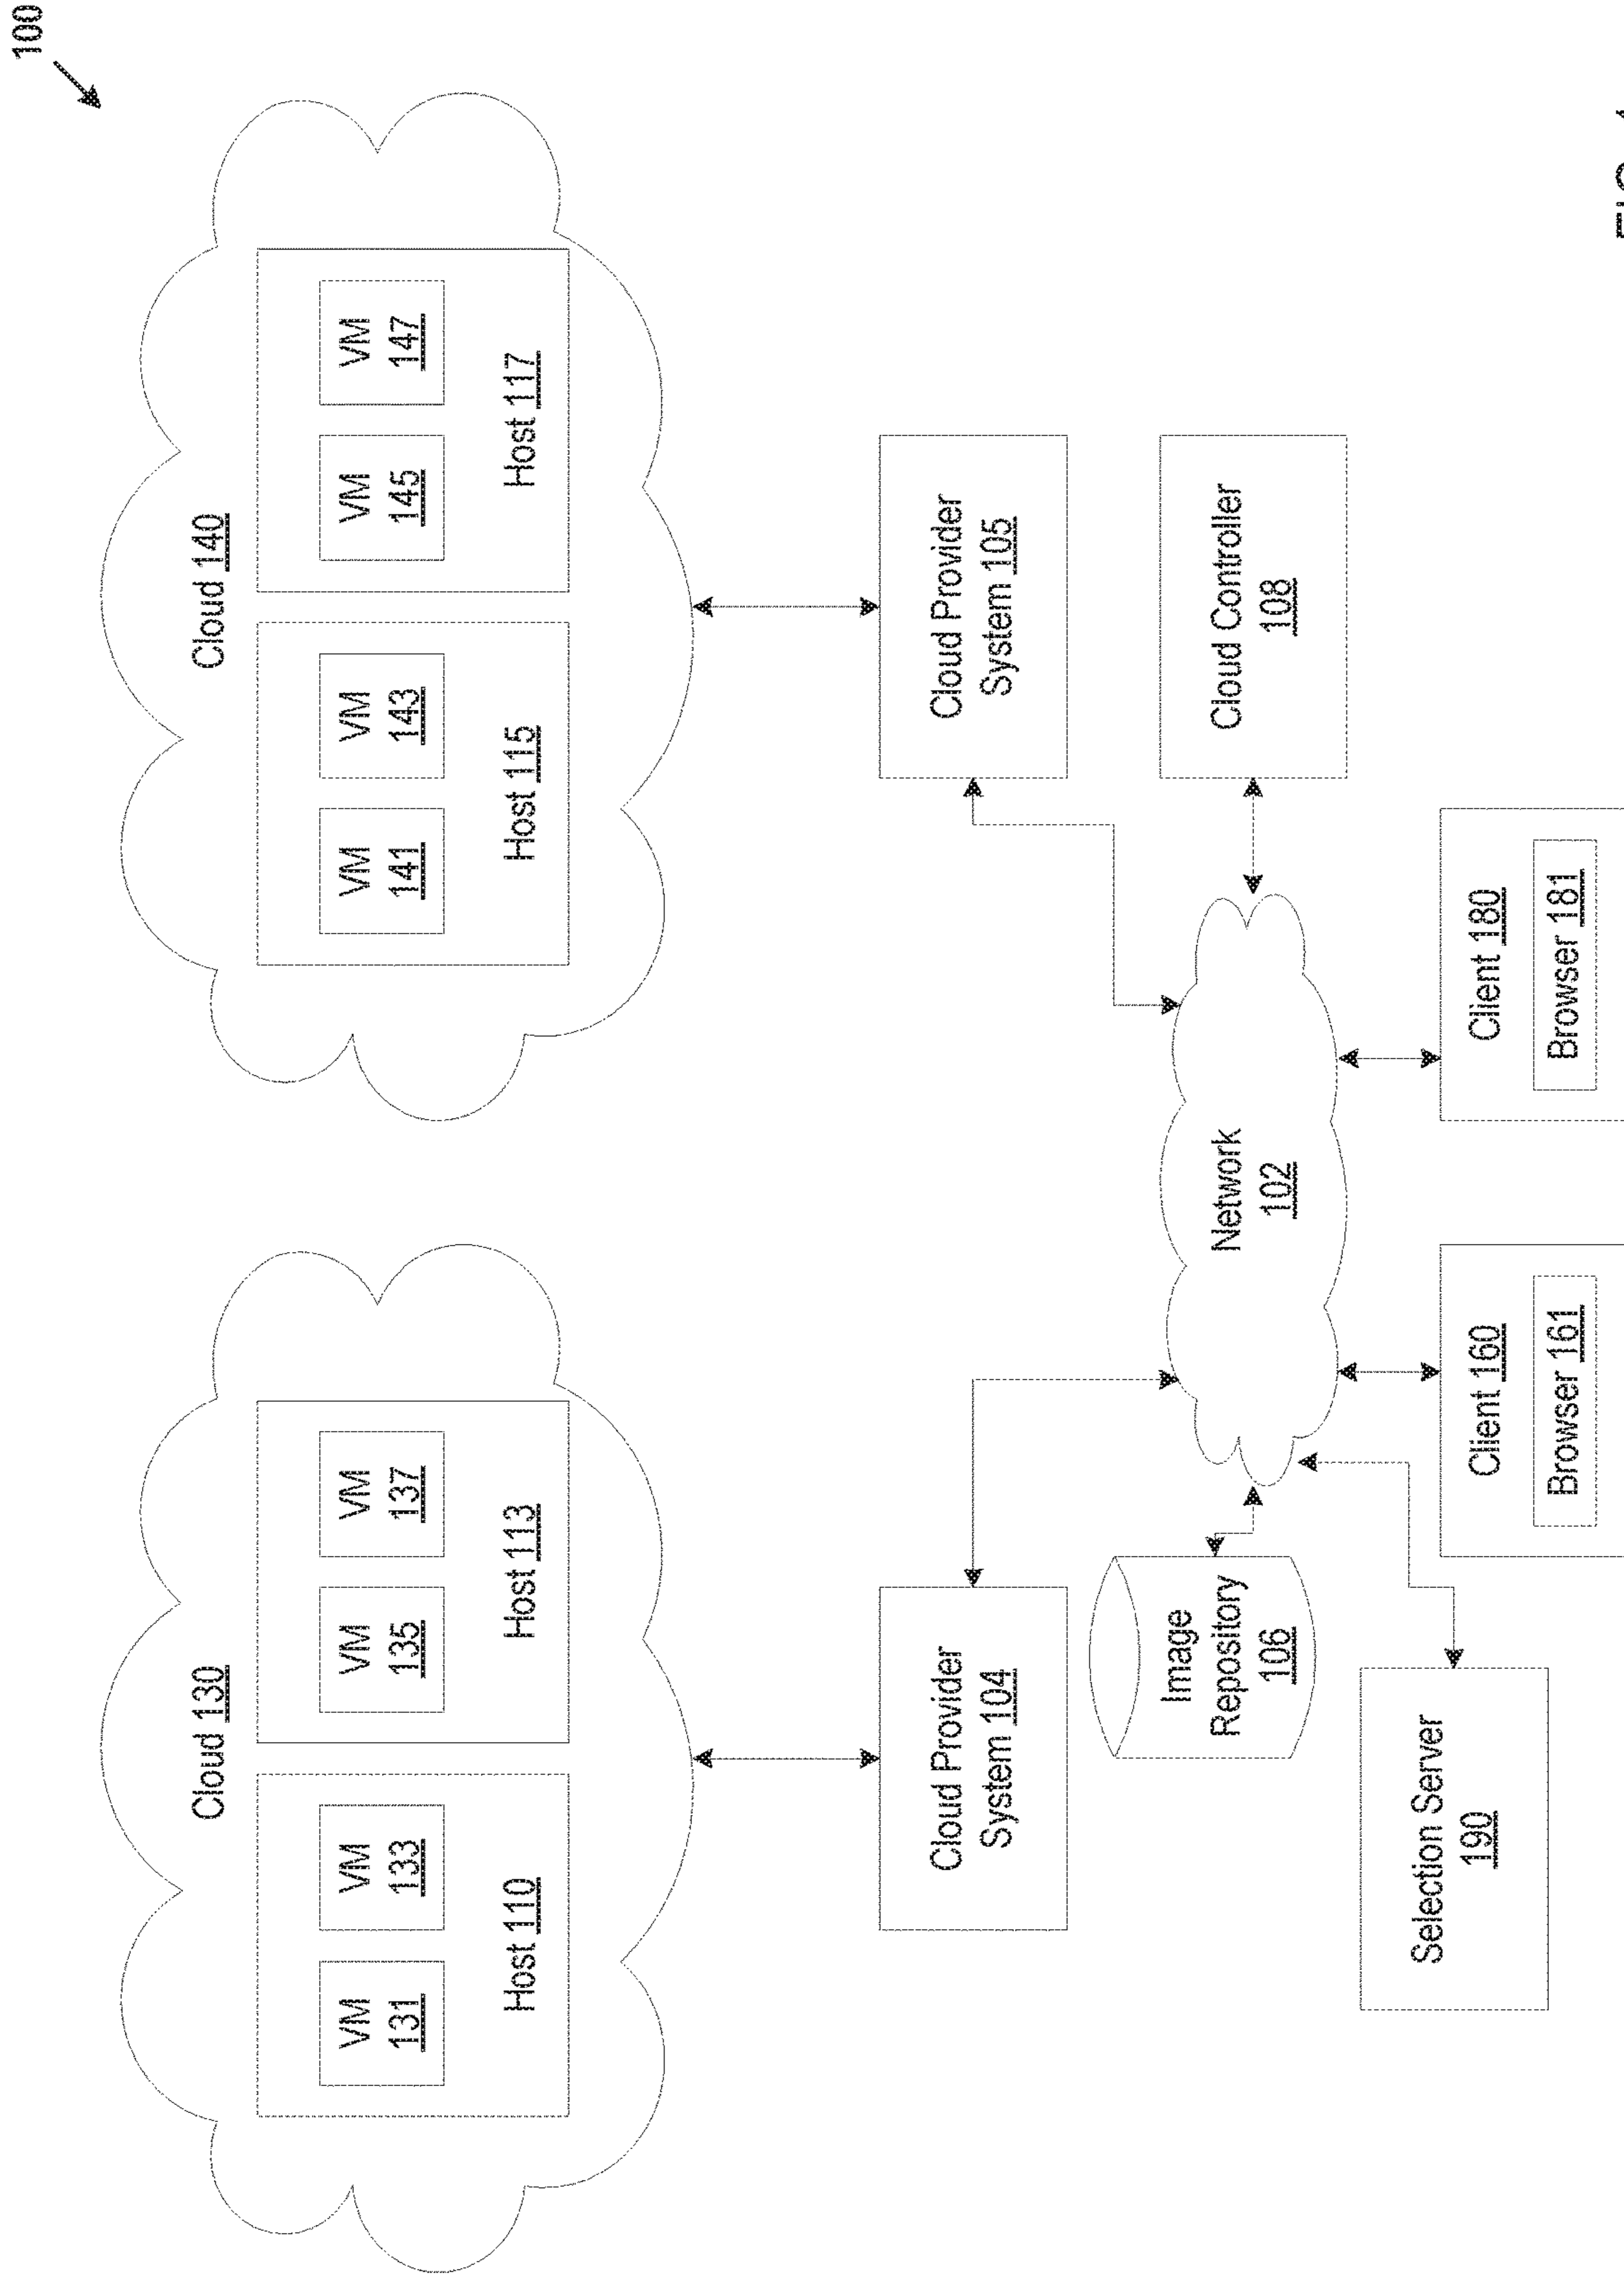 100
Cloud 130
VM
131
VM
133
Host 110
VM
135
VM
137
Host 113
Cloud 140
VM
141
VM
143
Host 115
VM
145
VM
147
Host 117
Cloud Provider
System 104
Cloud Provider
System 105
Image
Repository
106
Network
102
Cloud Controller
108
Selection Server
190
Client 160
Browser 161
Client 180
Browser 181